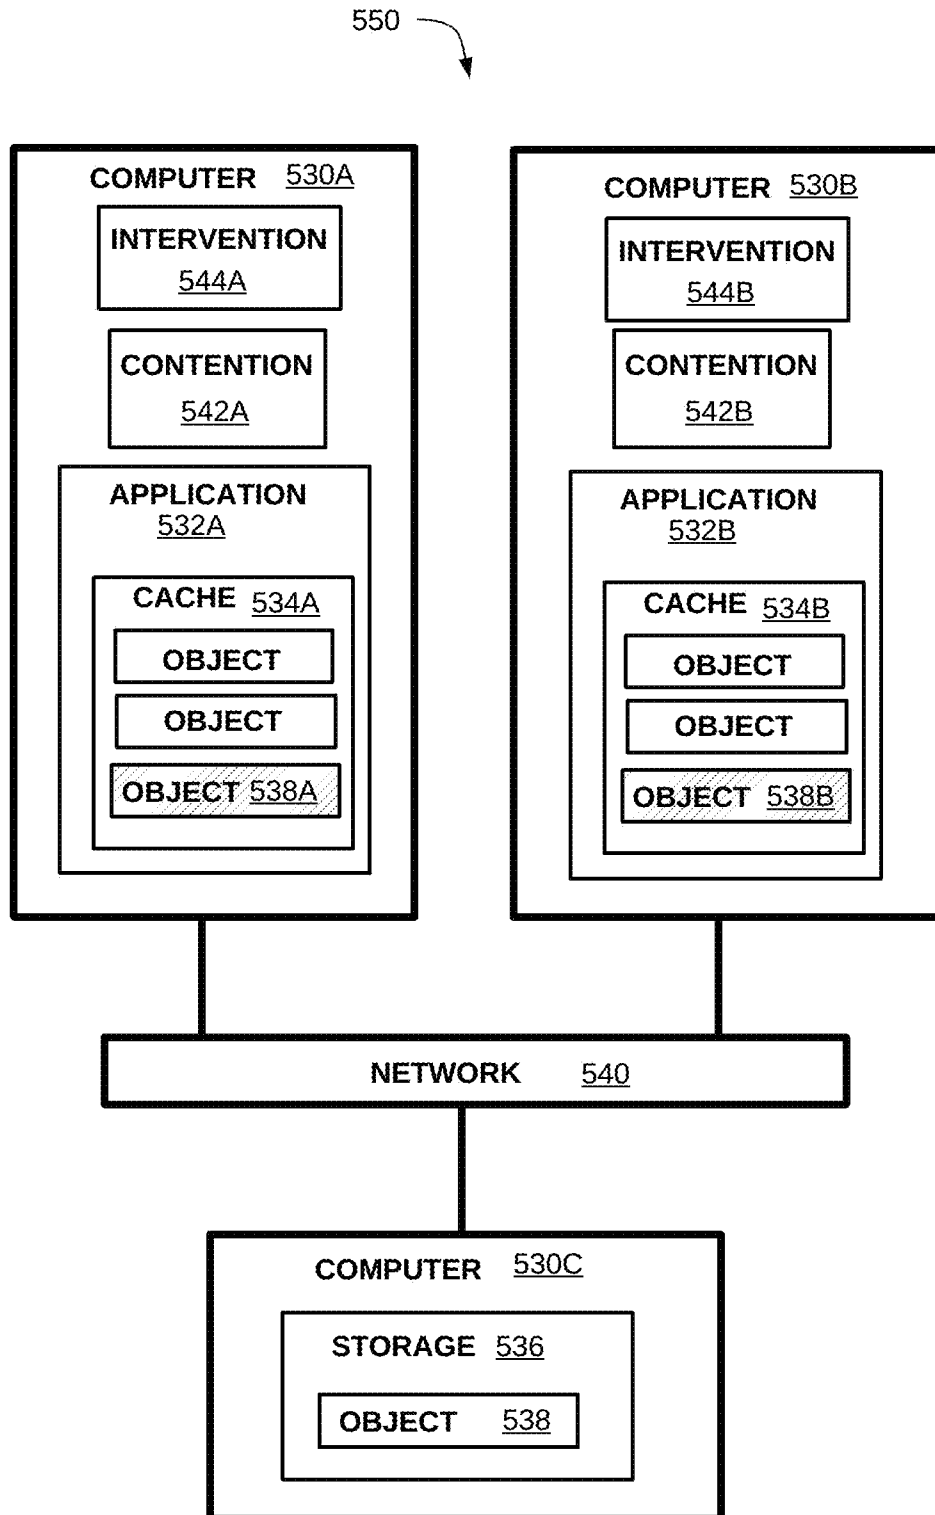 550
COMPUTER 530A
INTERVENTION
544A
CONTENTION
542A
APPLICATION
532A
CACHE 534A
OBJECT
OBJECT
OBJECT 538A
COMPUTER 530B
INTERVENTION
544B
CONTENTION
542B
APPLICATION
532B
CACHE 534B
OBJECT
OBJECT
OBJECT 538B
NETWORK 540
COMPUTER 530C
STORAGE 536
OBJECT 538